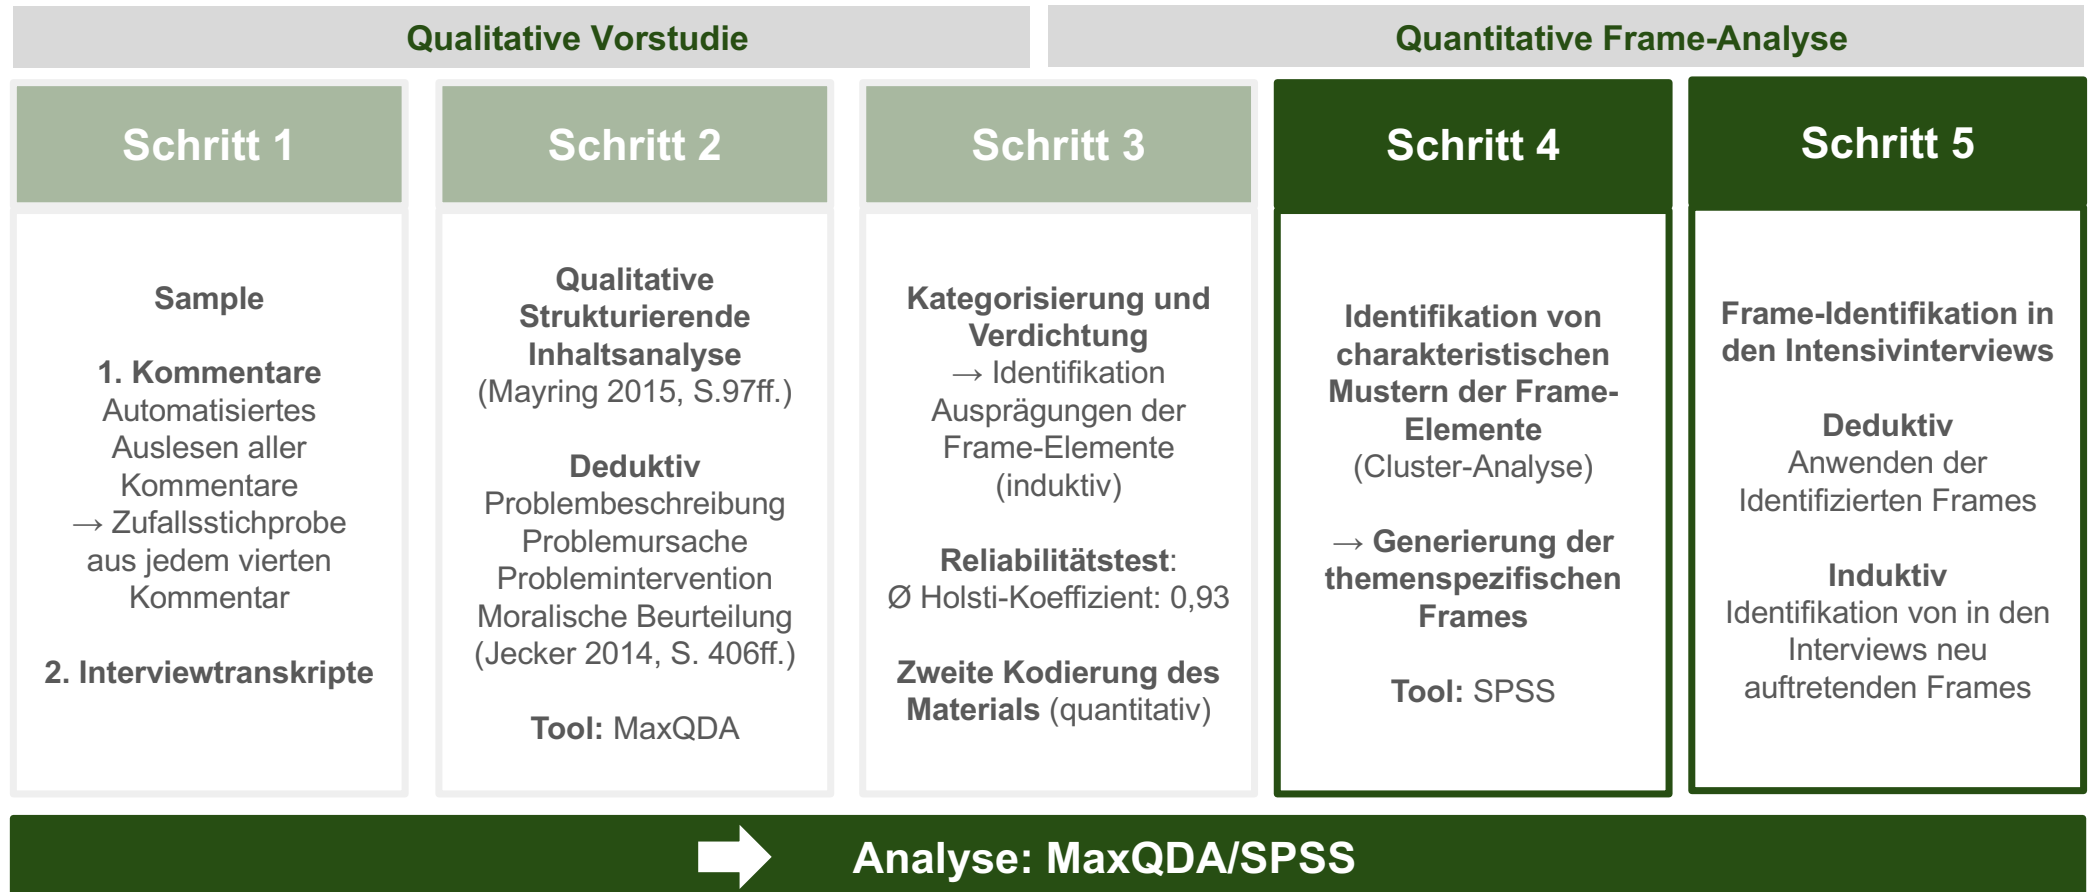 Qualitative Vorstudie
Quantitative Frame-Analyse
Schritt 1
Sample
1. Kommentare
Automatisiertes
Auslesen aller
Kommentare
→ Zufallsstichprobe
aus jedem vierten
Kommentar
2. Interviewtranskripte
Schritt 2
Qualitative
Strukturierende
Inhaltsanalyse
(Mayring 2015, S.97ff.)
Deduktiv
Problembeschreibung
Problemursache
Problemintervention
Moralische Beurteilung
(Jecker 2014, S. 406ff.)
Tool: MaxQDA
Schritt 3
Kategorisierung und
Verdichtung
→ Identifikation
Ausprägungen der
Frame-Elemente
(induktiv)
Reliabilitätstest:
Ø Holsti-Koeffizient: 0,93
Zweite Kodierung des
Materials (quantitativ)
Schritt 4
Identifikation von
charakteristischen
Mustern der Frame-
Elemente
(Cluster-Analyse)
→ Generierung der
themenspezifischen
Frames
Tool: SPSS
Schritt 5
Frame-Identifikation in
den Intensivinterviews
Deduktiv
Anwenden der
Identifizierten Frames
Induktiv
Identifikation von in den
Interviews neu
auftretenden Frames
Analyse: MaxQDA/SPSS